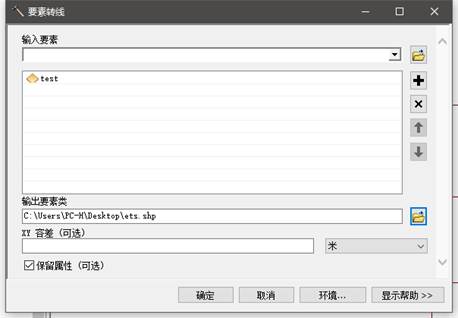 要素转线
输入要素
test
输出要素类
C:\Users\PC-M\Desktop\ets.shp
XY 容差（可选）
米
保留属性（可选）
确定
取消
环境...
显示帮助 >>